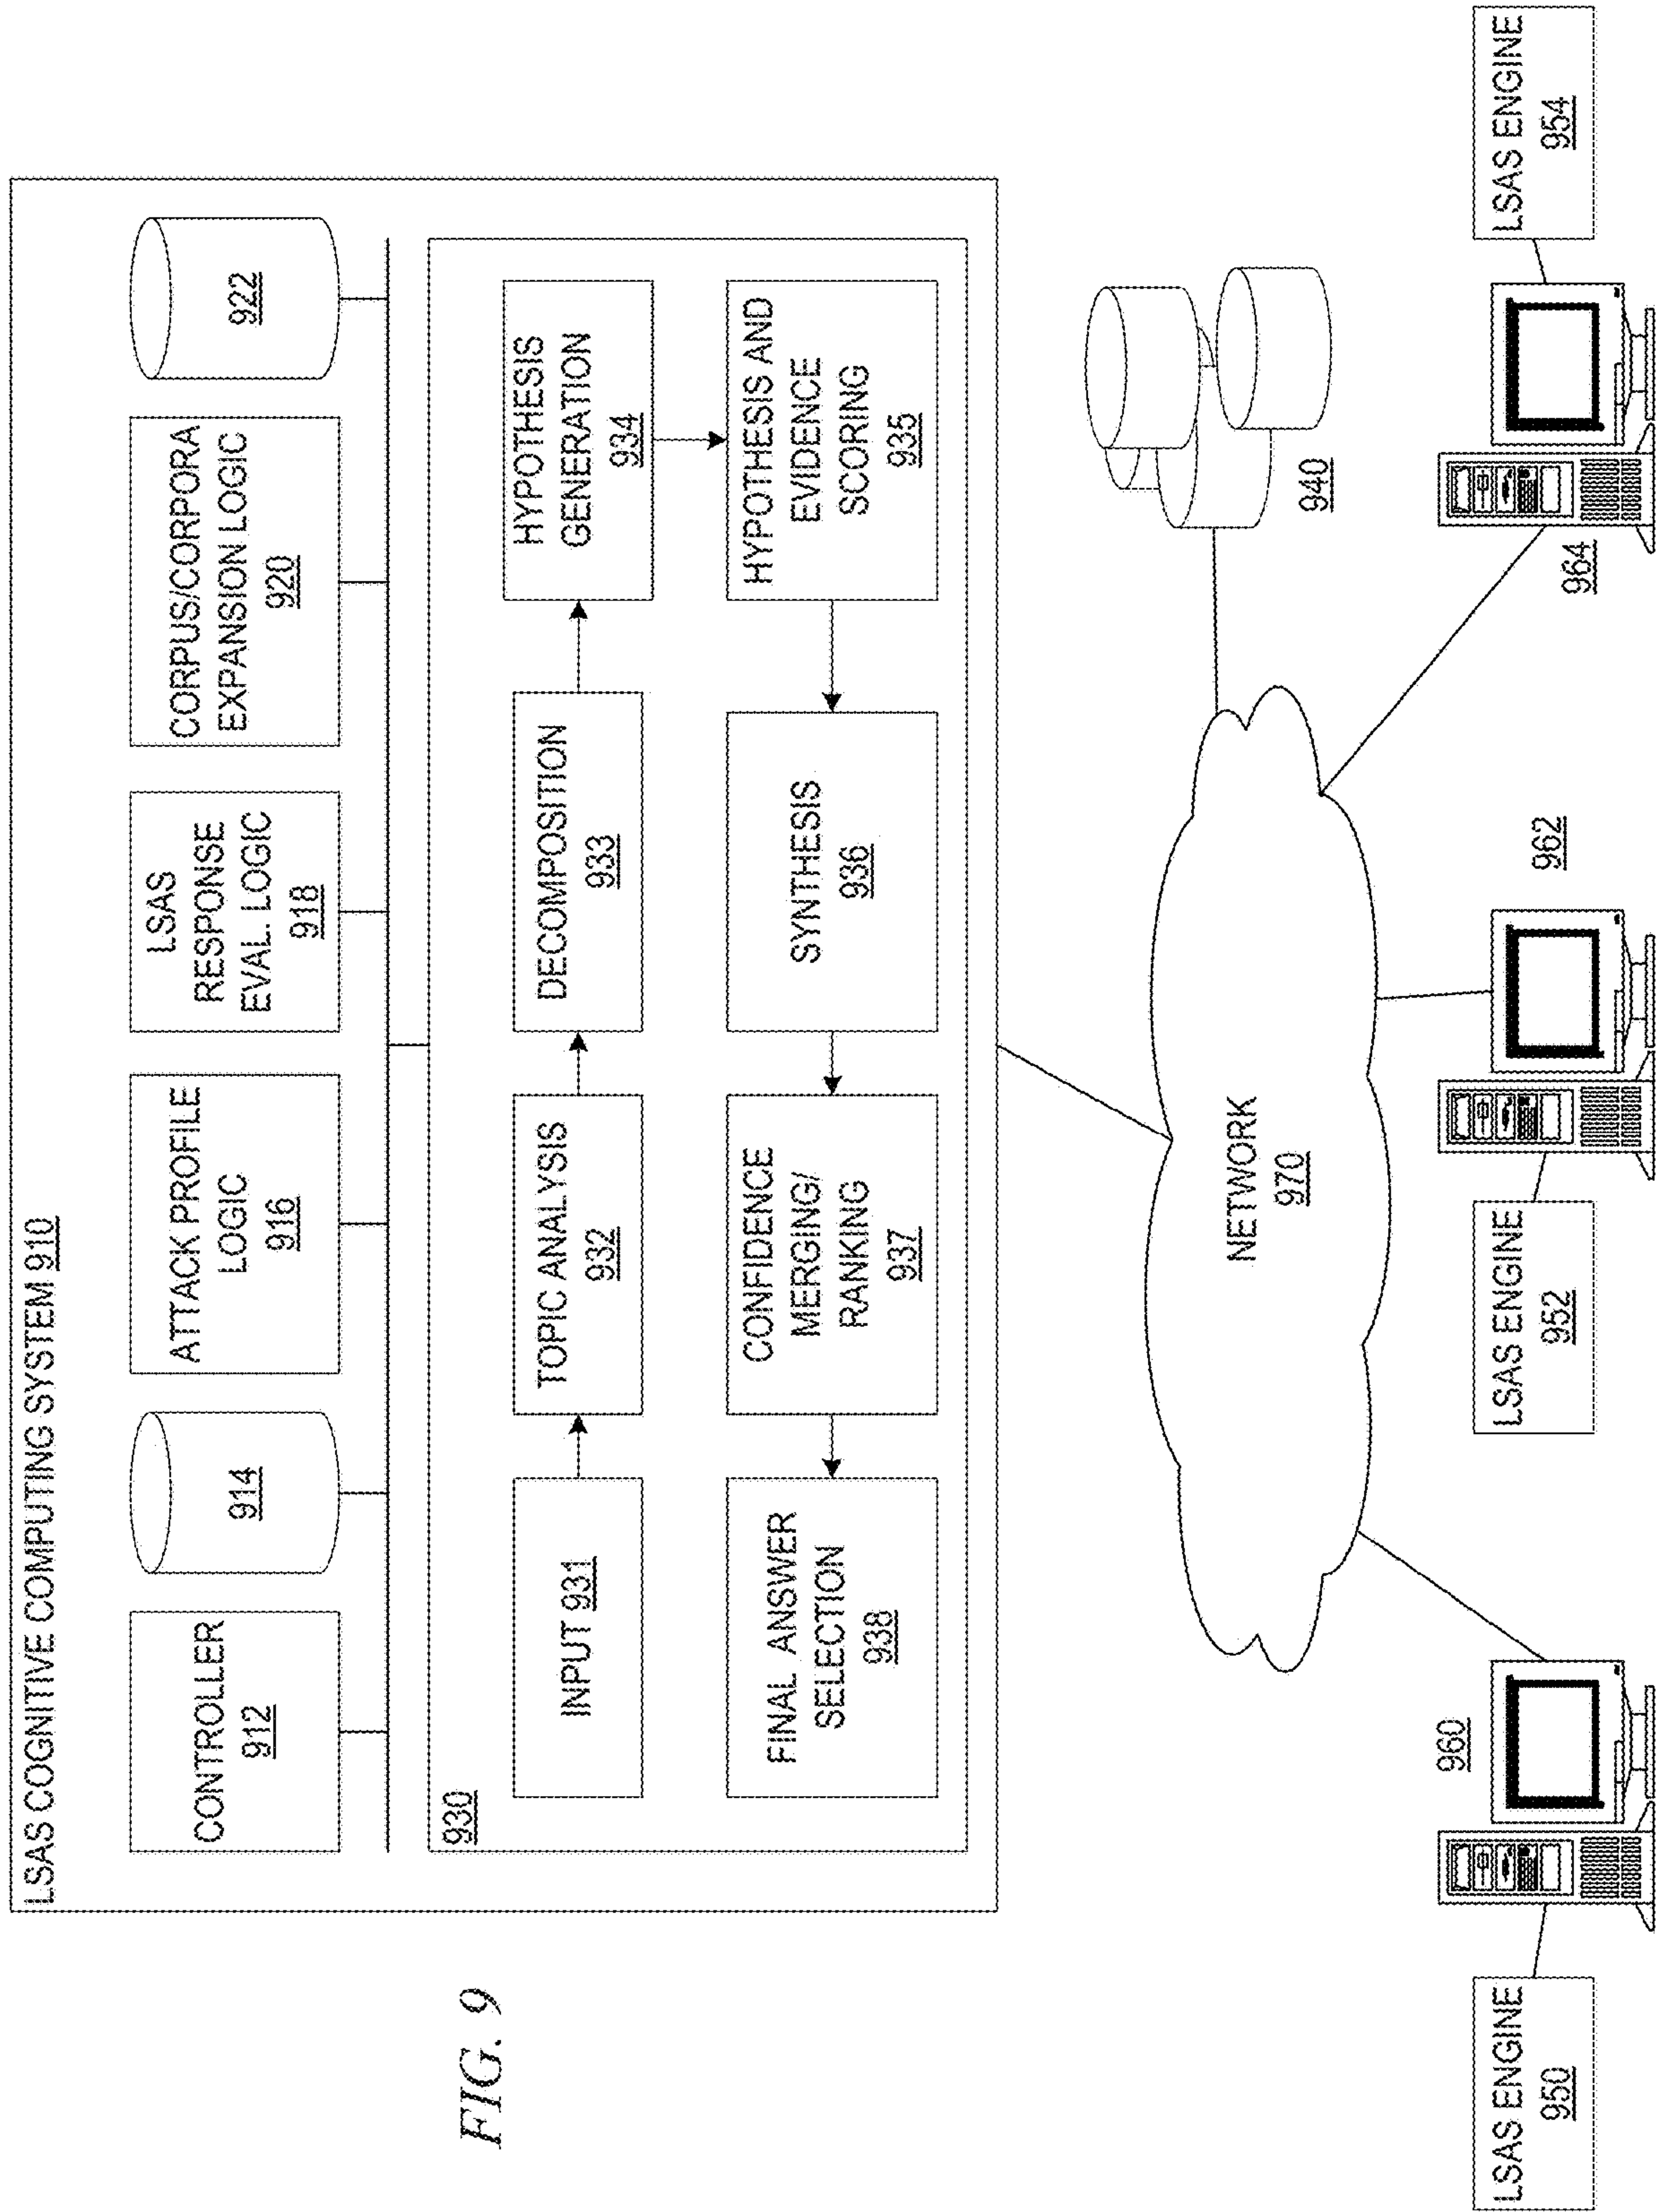 LSAS COGNITIVE COMPUTING SYSTEM 910
CONTROLLER
912
914
ATTACK PROFILE
LOGIC
916
LSAS
RESPONSE
EVAL. LOGIC
918
CORPUS/CORPORA
EXPANSION LOGIC
920
922
930
INPUT 931
TOPIC ANALYSIS
932
DECOMPOSITION
933
HYPOTHESIS
GENERATION
934
FINAL ANSWER
SELECTION
938
CONFIDENCE
MERGING/
RANKING
937
SYNTHESIS
936
HYPOTHESIS AND
EVIDENCE
SCORING
935
FIG. 9
NETWORK
970
940
960
962
964
LSAS ENGINE
950
LSAS ENGINE
952
LSAS ENGINE
954